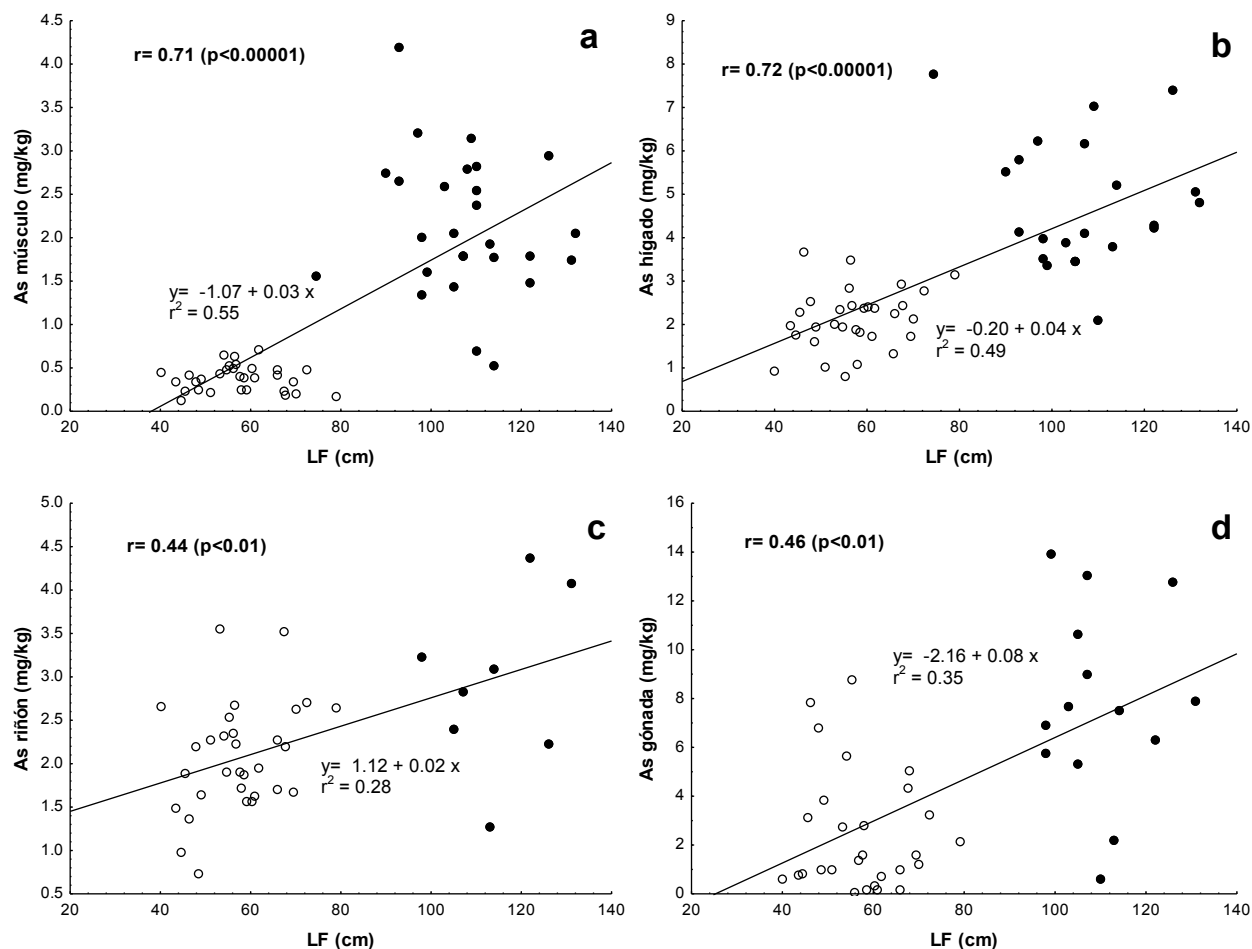 a
r= 0.71 (p<0.00001)
As músculo (mg/kg)
4.5
4.0
3.5
3.0
2.5
2.0
1.5
1.0
0.5
0.0
y= -1.07 + 0.03 x
r² = 0.55
20 40 60 80 100 120 140
LF (cm)
b
r= 0.72 (p<0.00001)
As hígado (mg/kg)
9
8
7
6
5
4
3
2
1
0
y= -0.20 + 0.04 x
r² = 0.49
20 40 60 80 100 120 140
LF (cm)
c
r= 0.44 (p<0.01)
As riñón (mg/kg)
5.0
4.5
4.0
3.5
3.0
2.5
2.0
1.5
1.0
0.5
y= 1.12 + 0.02 x
r² = 0.28
20 40 60 80 100 120 140
LF (cm)
d
r= 0.46 (p<0.01)
As gónada (mg/kg)
16
14
12
10
8
6
4
2
0
y= -2.16 + 0.08 x
r² = 0.35
20 40 60 80 100 120 140
LF (cm)